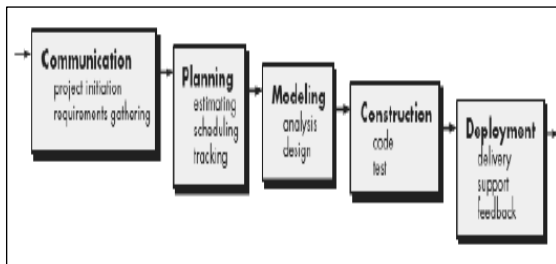 Communication
project initiation
requirements gathering
Planning
estimating
scheduling
tracking
Modeling
analysis
design
Construction
code
test
Deployment
delivery
support
feedback